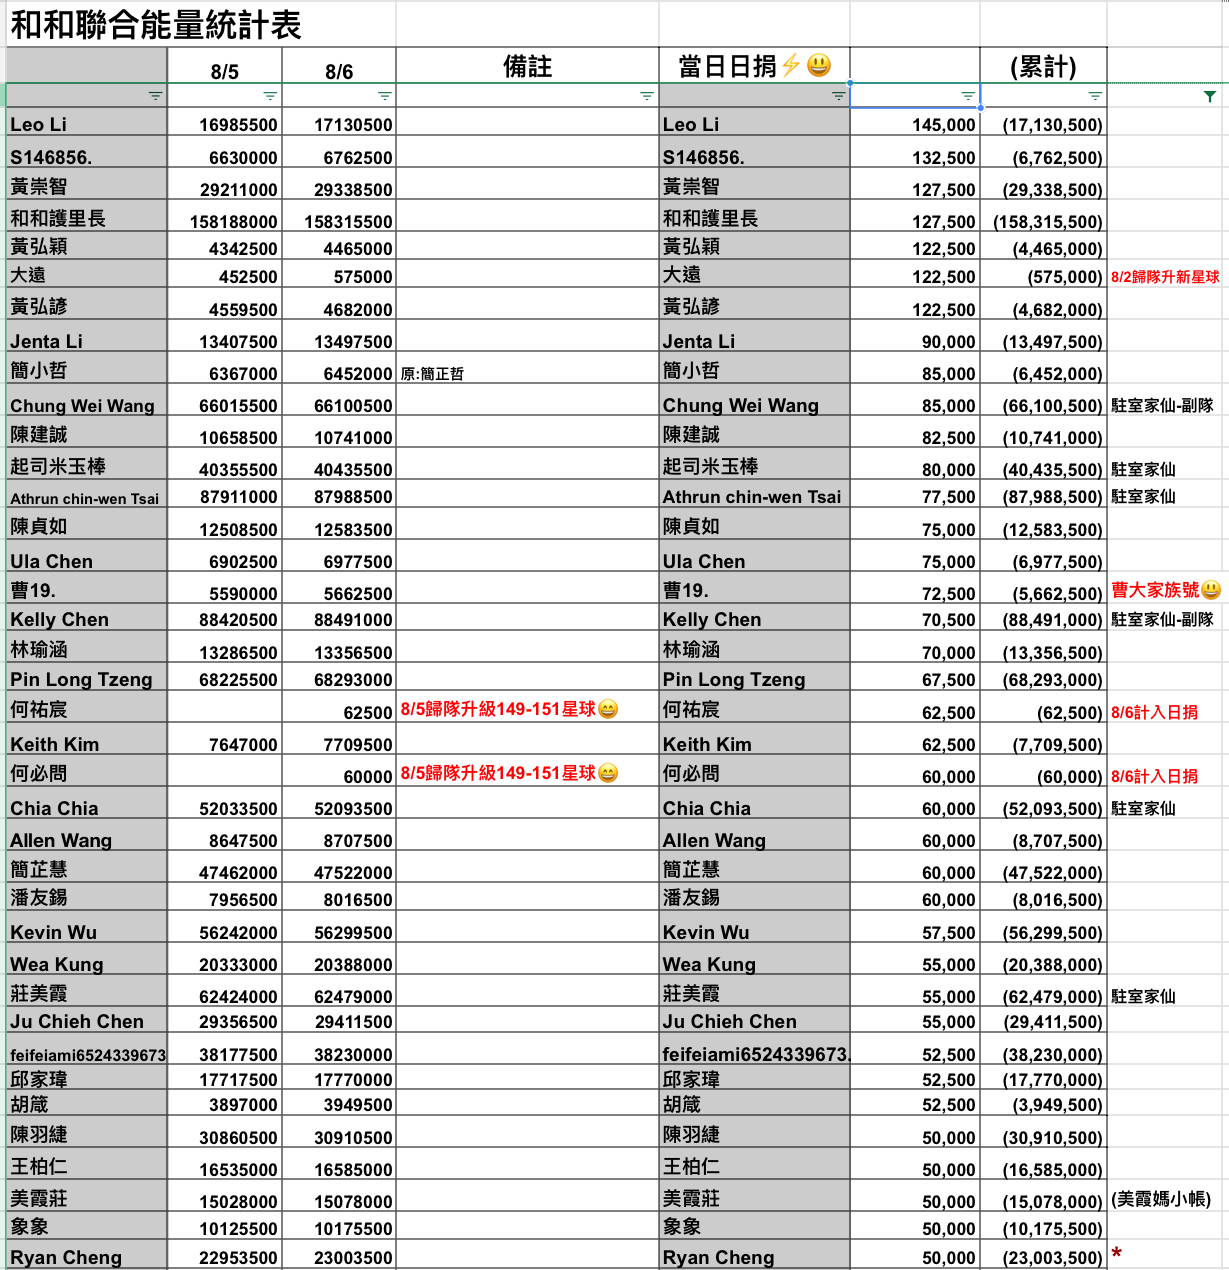 和和聯合能量統計表
8/5 8/6 備註 當日日捐⚡😃 (累計)
Leo Li 16985500 17130500 Leo Li 145,000 (17,130,500)
S146856. 6630000 6762500 S146856. 132,500 (6,762,500)
黃崇智 29211000 29338500 黃崇智 127,500 (29,338,500)
和和護里長 158188000 158315500 和和護里長 127,500 (158,315,500)
黃弘穎 4342500 4465000 黃弘穎 122,500 (4,465,000)
大遠 452500 575000 大遠 122,500 (575,000) 8/2歸隊升新星球
黃弘諺 4559500 4682000 黃弘諺 122,500 (4,682,000)
Jenta Li 13407500 13497500 Jenta Li 90,000 (13,497,500)
簡小哲 6367000 6452000 原:簡正哲 簡小哲 85,000 (6,452,000)
Chung Wei Wang 66015500 66100500 Chung Wei Wang 85,000 (66,100,500) 駐室家仙-副隊
陳建誠 10658500 10741000 陳建誠 82,500 (10,741,000)
起司米玉棒 40355500 40435500 起司米玉棒 80,000 (40,435,500) 駐室家仙
Athrun chin-wen Tsai 87911000 87988500 Athrun chin-wen Tsai 77,500 (87,988,500) 駐室家仙
陳貞如 12508500 12583500 陳貞如 75,000 (12,583,500)
Ula Chen 6902500 6977500 Ula Chen 75,000 (6,977,500)
曹19. 5590000 5662500 曹19. 72,500 (5,662,500) 曹大家族號😃
Kelly Chen 88420500 88491000 Kelly Chen 70,500 (88,491,000) 駐室家仙-副隊
林瑜涵 13286500 13356500 林瑜涵 70,000 (13,356,500)
Pin Long Tzeng 68225500 68293000 Pin Long Tzeng 67,500 (68,293,000)
何祐宸 62500 8/5歸隊升級149-151星球😄 何祐宸 62,500 (62,500) 8/6計入日捐
Keith Kim 7647000 7709500 Keith Kim 62,500 (7,709,500)
何必問 60000 8/5歸隊升級149-151星球😄 何必問 60,000 (60,000) 8/6計入日捐
Chia Chia 52033500 52093500 Chia Chia 60,000 (52,093,500) 駐室家仙
Allen Wang 8647500 8707500 Allen Wang 60,000 (8,707,500)
簡芷慧 47462000 47522000 簡芷慧 60,000 (47,522,000)
潘友錫 7956500 8016500 潘友錫 60,000 (8,016,500)
Kevin Wu 56242000 56299500 Kevin Wu 57,500 (56,299,500)
Wea Kung 20333000 20388000 Wea Kung 55,000 (20,388,000)
莊美霞 62424000 62479000 莊美霞 55,000 (62,479,000) 駐室家仙
Ju Chieh Chen 29356500 29411500 Ju Chieh Chen 55,000 (29,411,500)
feifeiami6524339673 38177500 38230000 feifeiami6524339673. 52,500 (38,230,000)
邱家瑋 17717500 17770000 邱家瑋 52,500 (17,770,000)
胡箴 3897000 3949500 胡箴 52,500 (3,949,500)
陳羽緁 30860500 30910500 陳羽緁 50,000 (30,910,500)
王柏仁 16535000 16585000 王柏仁 50,000 (16,585,000)
美霞莊 15028000 15078000 美霞莊 50,000 (15,078,000) (美霞媽小帳)
象象 10125500 10175500 象象 50,000 (10,175,500)
Ryan Cheng 22953500 23003500 Ryan Cheng 50,000 (23,003,500) *